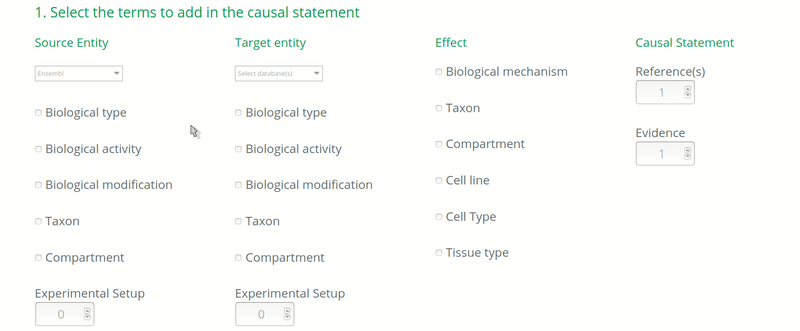 1. Select the terms to add in the causal statement
Source Entity
Ensembl
Biological type
Biological activity
Biological modification
Taxon
Compartment
Experimental Setup
0
Target entity
Select database(s)
Biological type
Biological activity
Biological modification
Taxon
Compartment
Experimental Setup
0
Effect
Biological mechanism
Taxon
Compartment
Cell line
Cell Type
Tissue type
Causal Statement
Reference(s)
1
Evidence
1